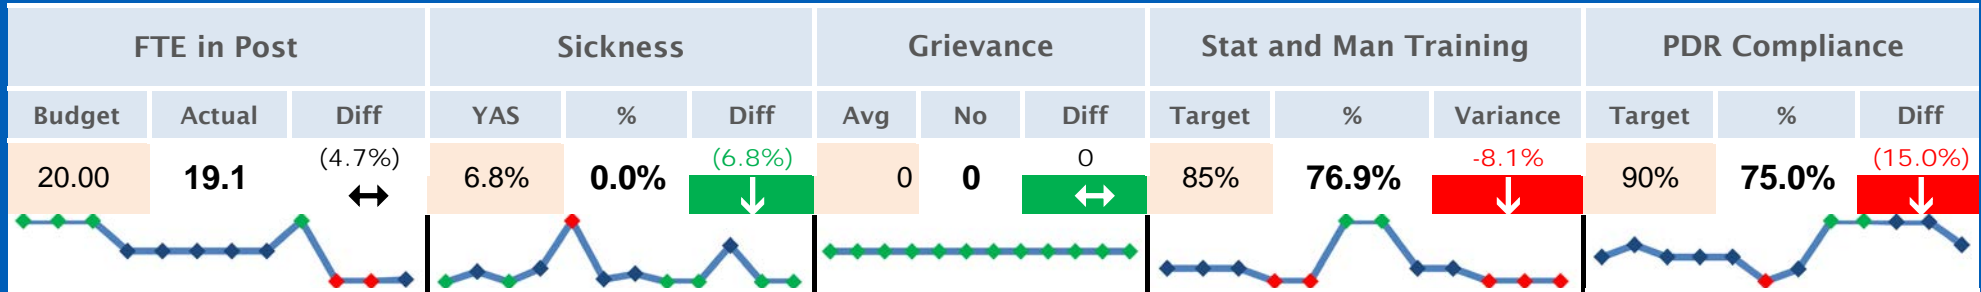 FTE in Post Sickness Grievance Stat and Man Training PDR Compliance
Budget Actual Diff YAS % Diff Avg No Diff Target % Variance Target % Diff
(4.7%) (6.8%) 0 -8.1% (15.0%)
20.00 19.1 6.8% 0.0% 0 0 85% 76.9% 90% 75.0%